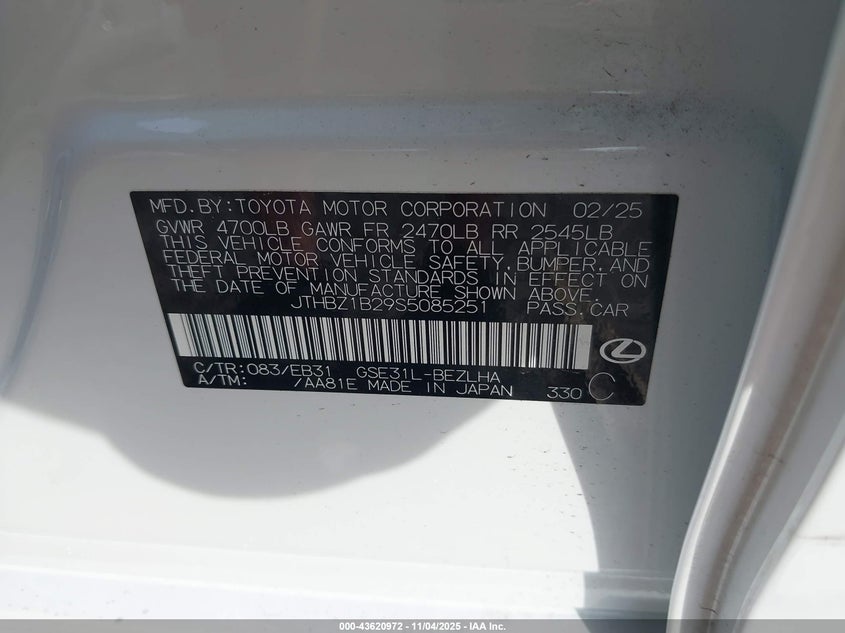 MFD.BY:TOYOTA MOTOR CORPORATION 02/25
GVWR 4700LB GAWR FR 2470LB RR 2545LB
THIS VEHICLE CONFORMS TO ALL APPLICABLE
FEDERAL MOTOR VEHICLE SAFETY,BUMPER,AND
THEFT PREVENTION STANDARDS IN EFFECT ON
THE DATE OF MANUFACTURE SHOWN ABOVE.
JTHBZ1B29S5085251 PASS.CAR
C/TR:083/EB31 GSE31L-BEZLHA
A/TM: /AA81E MADE IN JAPAN 330 C
000-43620972 - 11/04/2025 - IAA Inc.